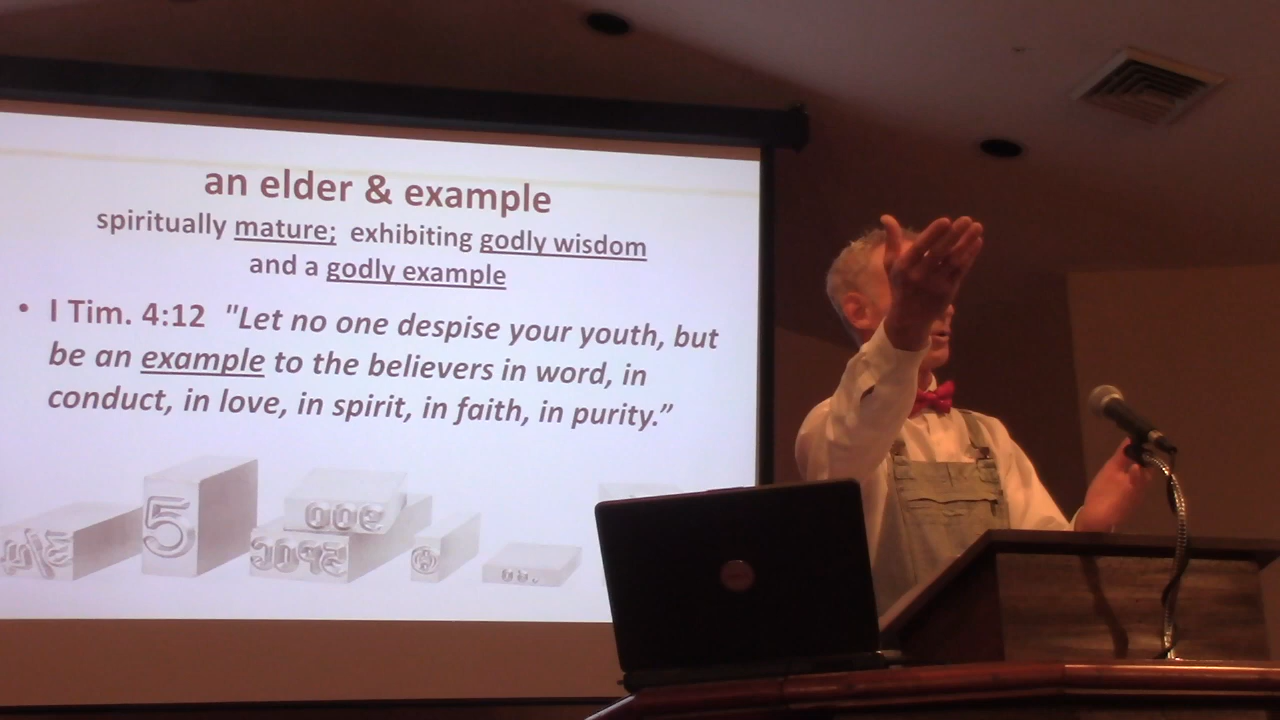 an elder & example
spiritually mature; exhibiting godly wisdom
and a godly example
• I Tim. 4:12 "Let no one despise your youth, but
be an example to the believers in word, in
conduct, in love, in spirit, in faith, in purity.”
5